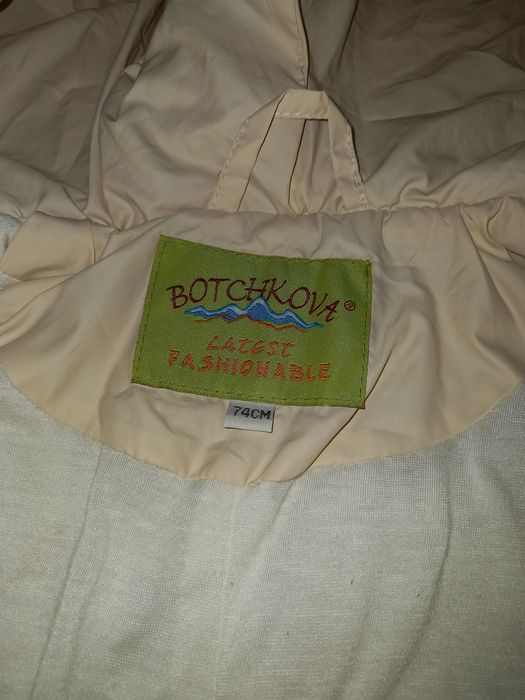 BOTCHKOVA®
LATEST
FASHIONABLE
74CM